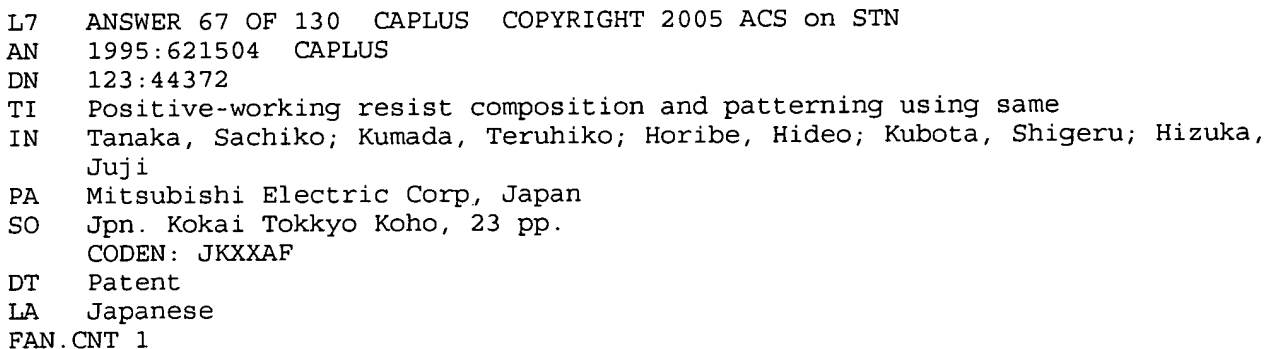 L7 ANSWER 67 OF 130 CAPLUS COPYRIGHT 2005 ACS on STN
AN 1995:621504 CAPLUS
DN 123:44372
TI Positive-working resist composition and patterning using same
IN Tanaka, Sachiko; Kumada, Teruhiko; Horibe, Hideo; Kubota, Shigeru; Hizuka,
Juji
PA Mitsubishi Electric Corp, Japan
SO Jpn. Kokai Tokkyo Koho, 23 pp.
CODEN: JKXXAF
DT Patent
LA Japanese
FAN.CNT 1